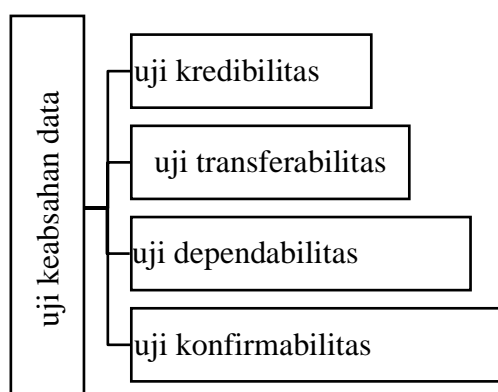 uji keabsahan data
uji kredibilitas
uji transferabilitas
uji dependabilitas
uji konfirmabilitas